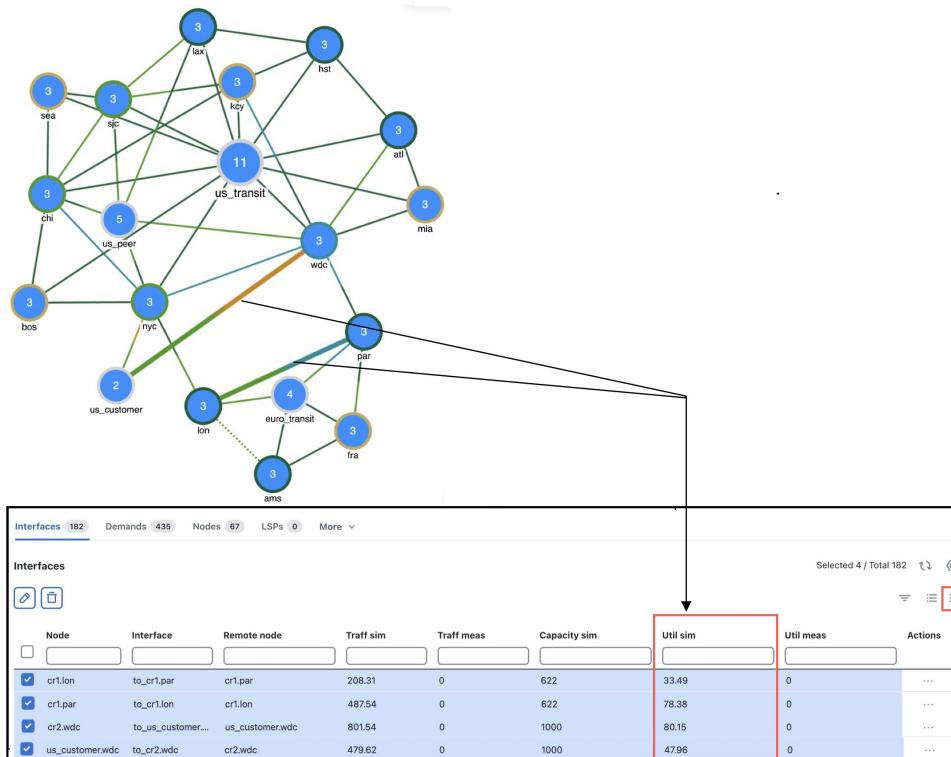 3
lax
3
hst
3
kcy
3
sea
3
sjc
3
atl
11
us_transit
3
chi
3
mia
5
us_peer
3
wdc
3
bos
3
nyc
3
par
2
us_customer
4
euro_transit
3
lon
3
fra
3
ams
Interfaces 182 Demands 435 Nodes 67 LSPs 0 More
Interfaces Selected 4 / Total 182
Node Interface Remote node Traff sim Traff meas Capacity sim Util sim Util meas Actions
cr1.lon to_cr1.par cr1.par 208.31 0 622 33.49 0 ...
cr1.par to_cr1.lon cr1.lon 487.54 0 622 78.38 0 ...
cr2.wdc to_us_customer.... us_customer.wdc 801.54 0 1000 80.15 0 ...
us_customer.wdc to_cr2.wdc cr2.wdc 479.62 0 1000 47.96 0 ...